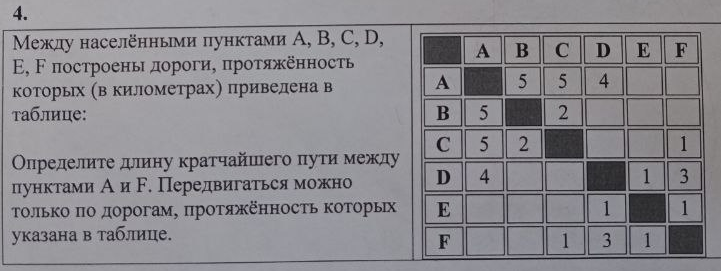 4.
Между населёнными пунктами А, В, С, D,
Е, F построены дороги, протяжённость
которых (в километрах) приведена в
таблице:
Определите длину кратчайшего пути между
пунктами А и F. Передвигаться можно
только по дорогам, протяжённость которых
указана в таблице.
A B C D E F
A 5 5 4
B 5 2
C 5 2 1
D 4 1 3
E 1 1
F 1 3 1